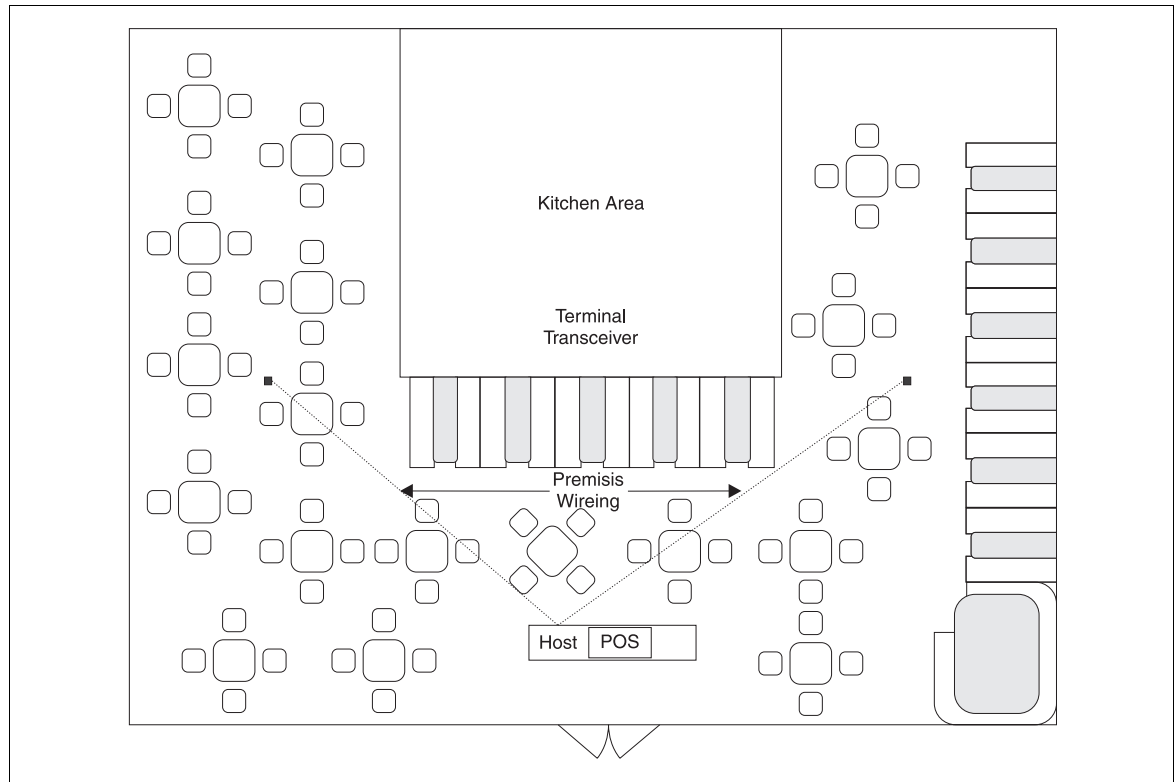 Kitchen Area
Terminal
Transceiver
Premisis
Wireing
Host POS